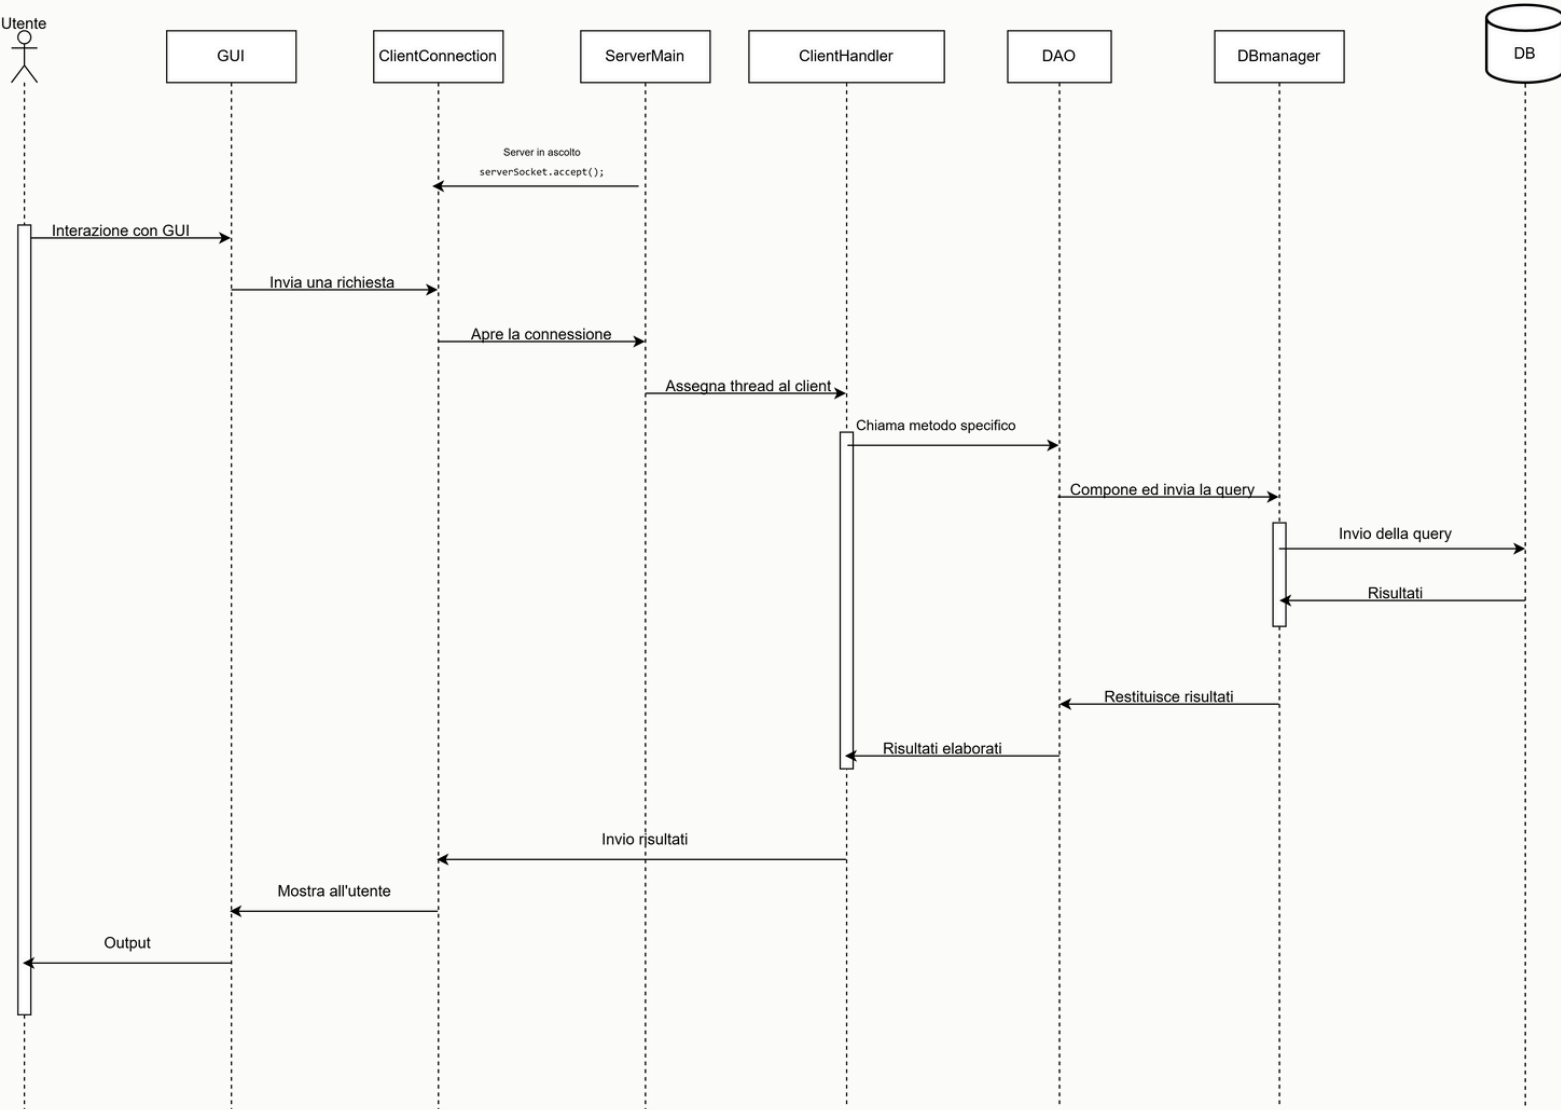 Utente
GUI
ClientConnection
ServerMain
ClientHandler
DAO
DBmanager
DB
Server in ascolto
serverSocket.accept();
Interazione con GUI
Invia una richiesta
Apre la connessione
Assegna thread al client
Chiama metodo specifico
Compone ed invia la query
Invio della query
Risultati
Restituisce risultati
Risultati elaborati
Invio risultati
Mostra all'utente
Output